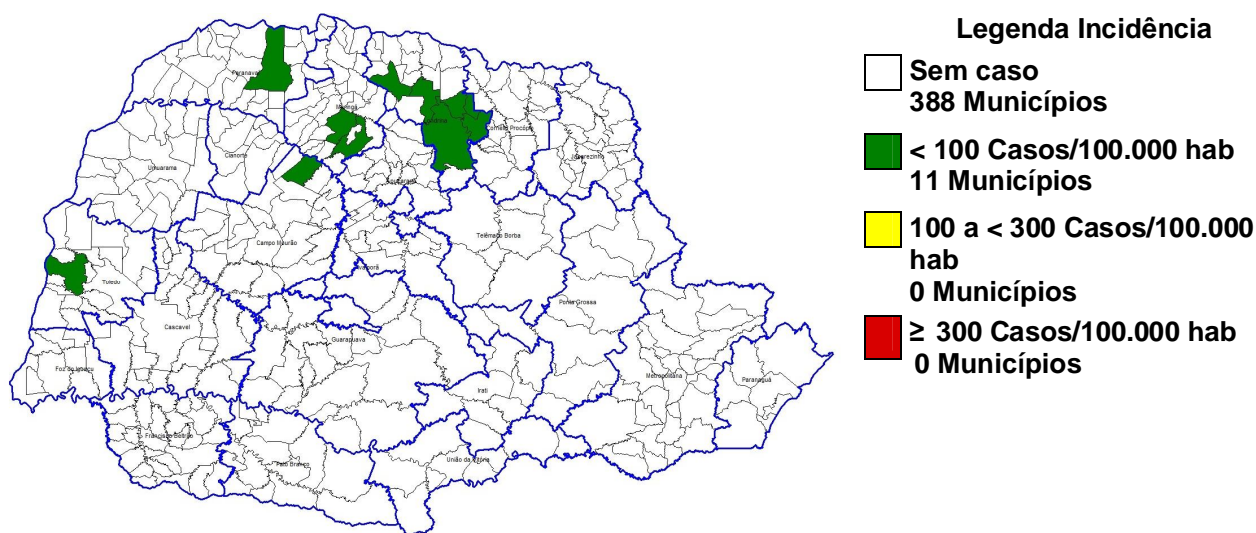 Legenda Incidência
Sem caso
388 Municípios
< 100 Casos/100.000 hab
11 Municípios
100 a < 300 Casos/100.000
hab
0 Municípios
≥ 300 Casos/100.000 hab
0 Municípios
Paranavaí
Maringá
Londrina
Cornélio Procópio
Jacarezinho
Cianorte
Umuarama
Apucarana
Telêmaco Borba
Campo Mourão
Ivaiporã
Toledo
Ponta Grossa
Cascavel
Guarapuava
Foz do Iguaçu
Metropolitana
Paranaguá
Irati
Francisco Beltrão
Pato Branco
União da Vitória